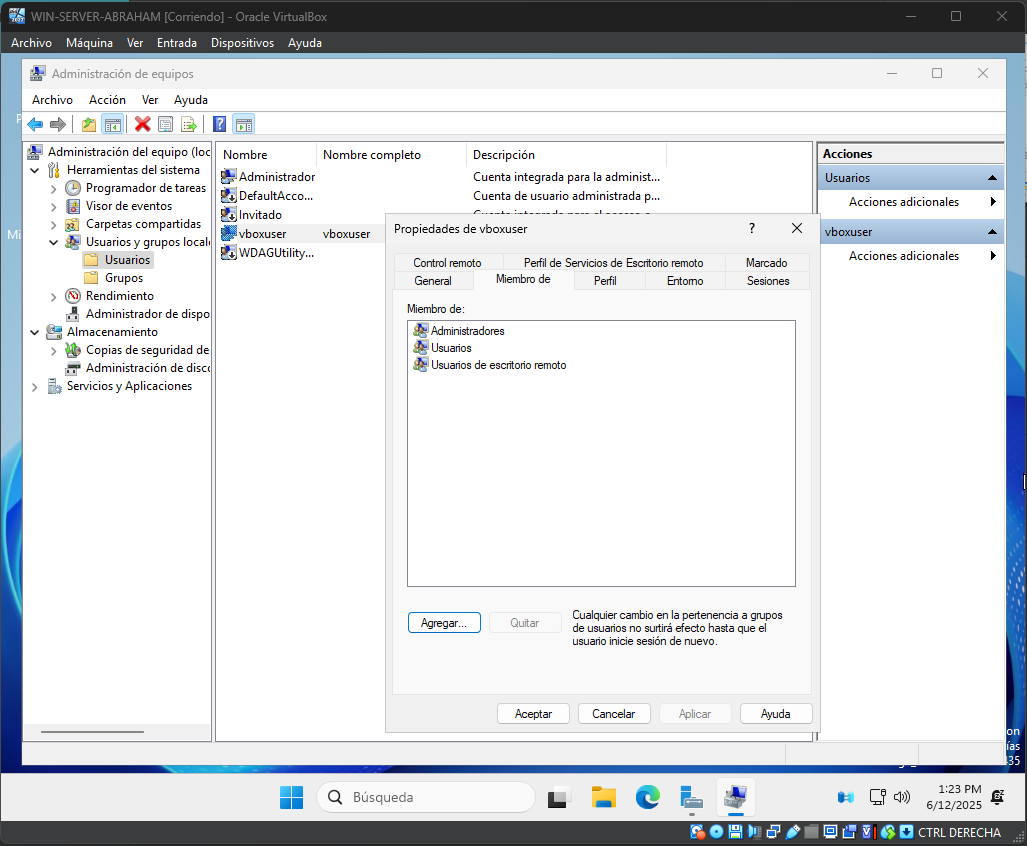 WIN-SERVER-ABRAHAM [Corriendo] - Oracle VirtualBox
Archivo Máquina Ver Entrada Dispositivos Ayuda
Administración de equipos
Archivo Acción Ver Ayuda
Administración del equipo (loc
Herramientas del sistema
Programador de tareas
Visor de eventos
Carpetas compartidas
Usuarios y grupos locale
Usuarios
Grupos
Rendimiento
Administrador de dispo
Almacenamiento
Copias de seguridad de
Administración de disco
Servicios y Aplicaciones
Nombre Nombre completo Descripción
Administrador Cuenta integrada para la administ...
DefaultAcco... Cuenta de usuario administrada p...
Invitado
vboxuser vboxuser
WDAGUtility...
Propiedades de vboxuser
Control remoto Perfil de Servicios de Escritorio remoto Marcado
General Miembro de Perfil Entorno Sesiones
Miembro de:
Administradores
Usuarios
Usuarios de escritorio remoto
Agregar... Quitar
Cualquier cambio en la pertenencia a grupos
de usuarios no surtirá efecto hasta que el
usuario inicie sesión de nuevo.
Aceptar Cancelar Aplicar Ayuda
Acciones
Usuarios
Acciones adicionales
vboxuser
Acciones adicionales
Mi
Búsqueda
1:23 PM
6/12/2025
CTRL DERECHA